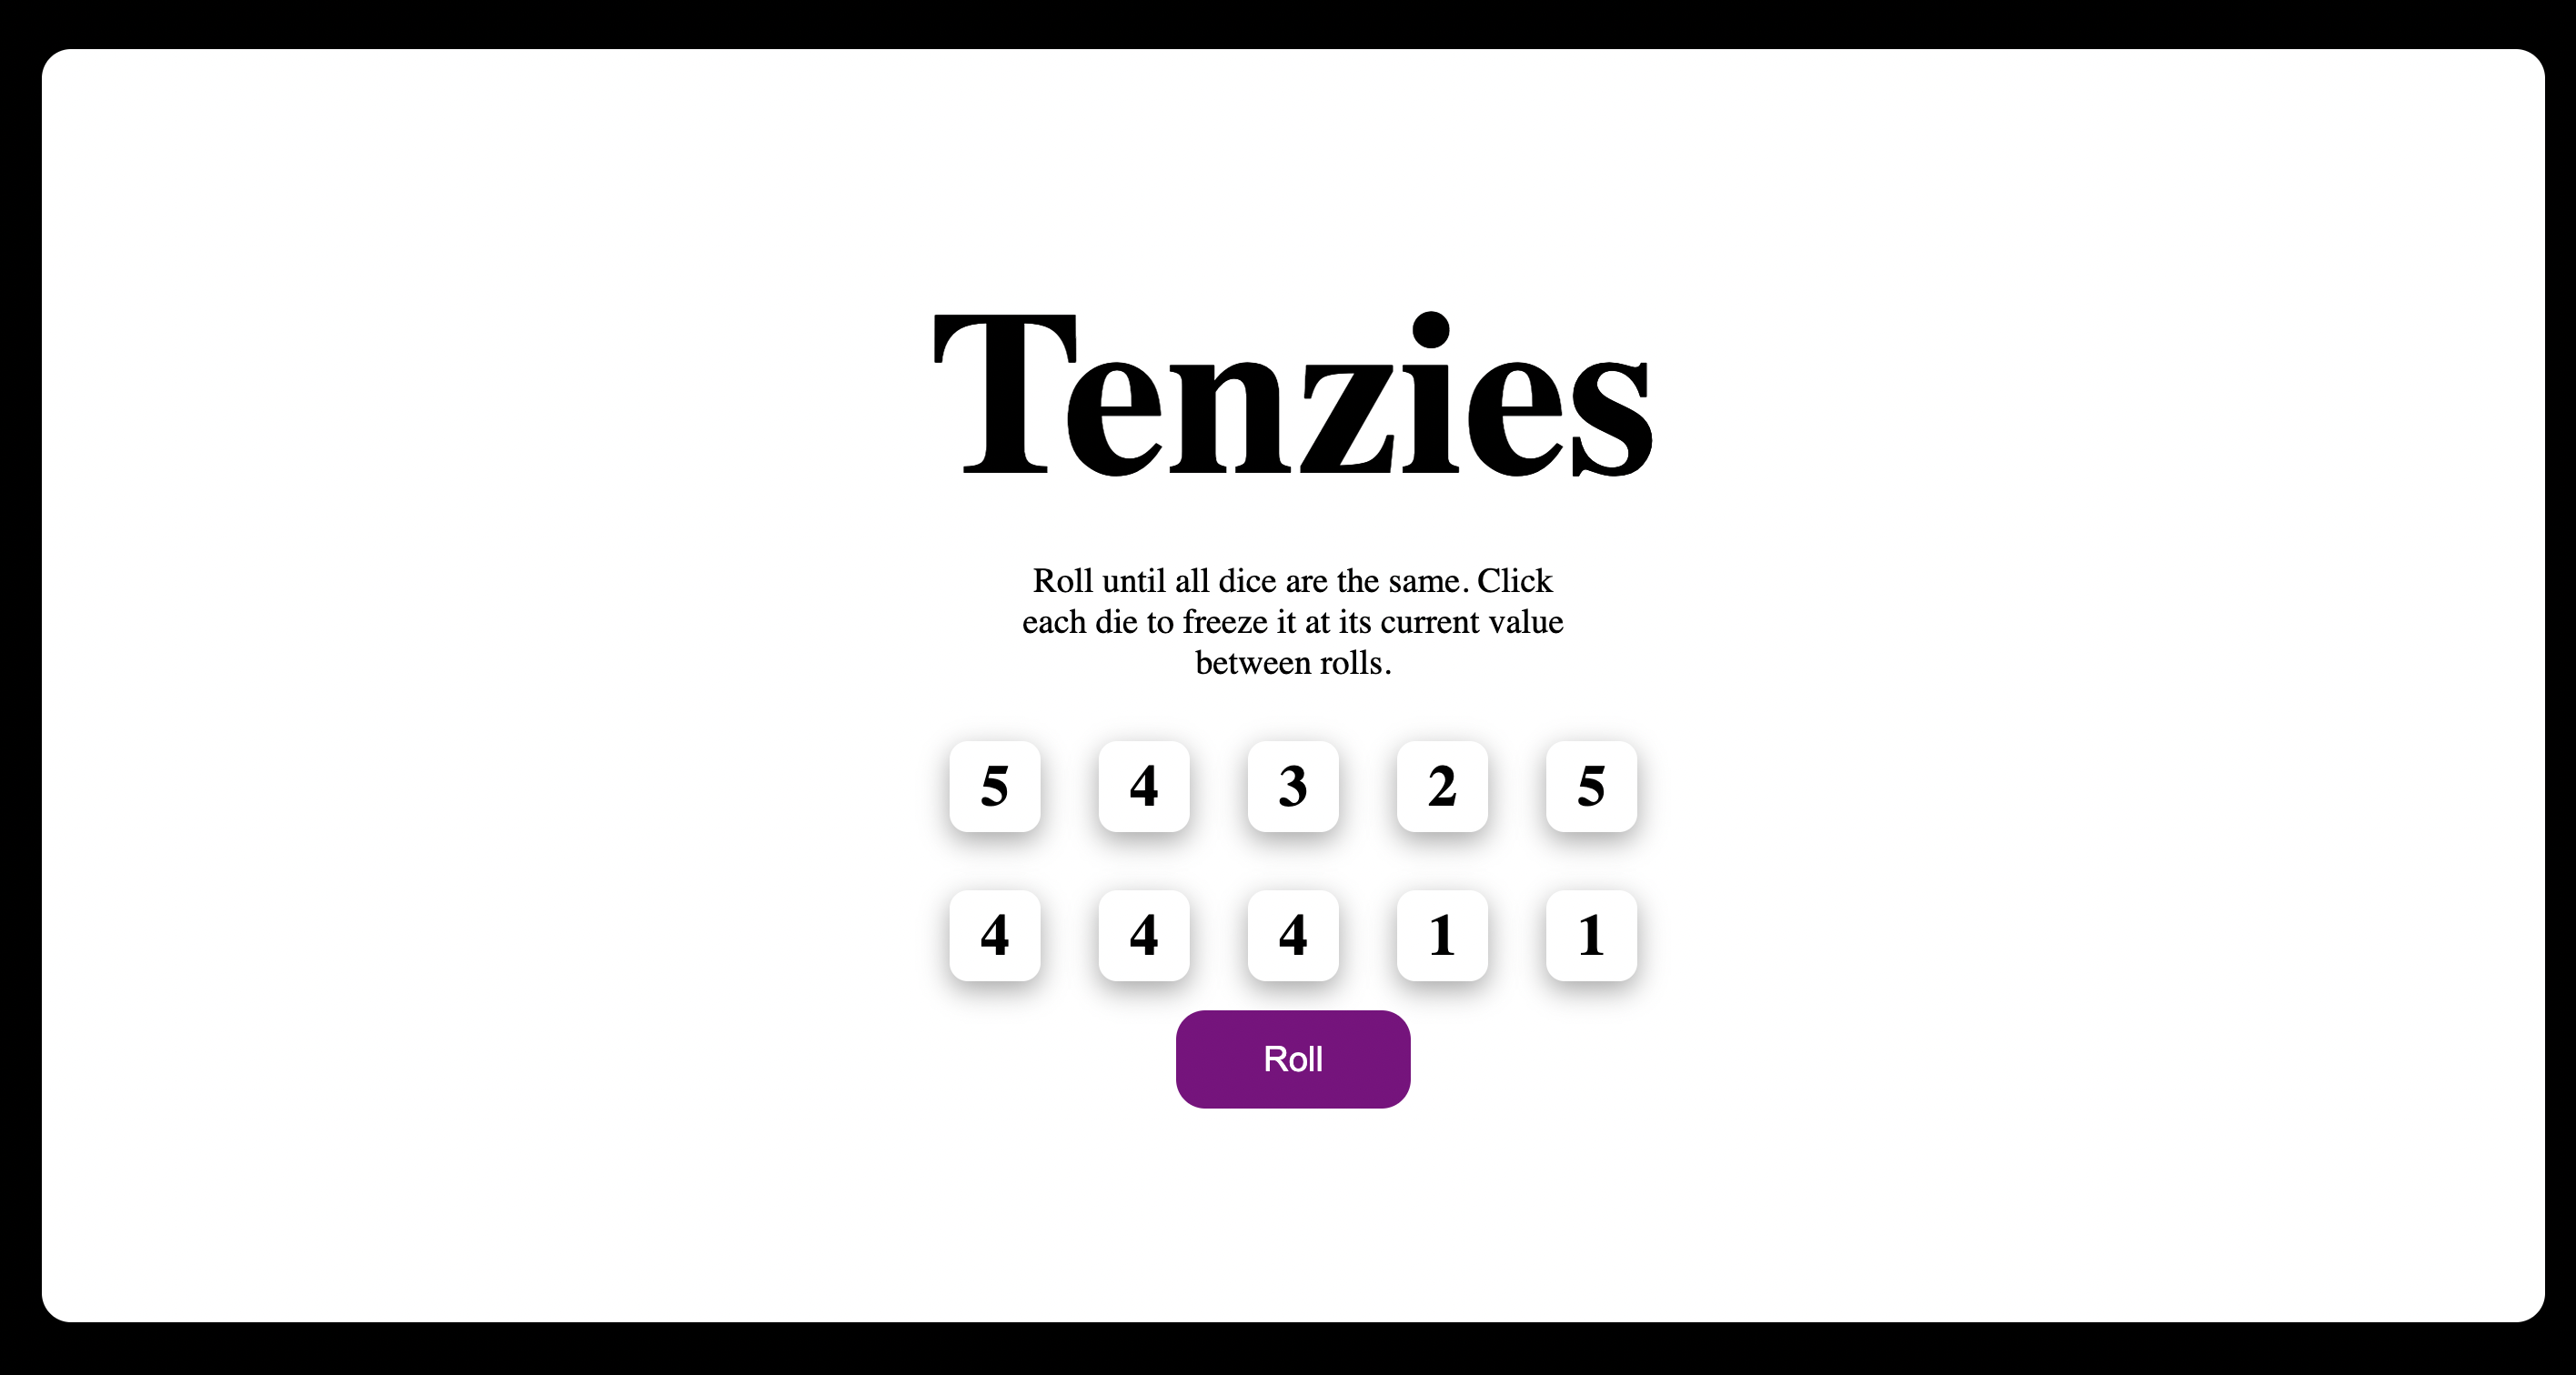 Tenzies
Roll until all dice are the same. Click
each die to freeze it at its current value
between rolls.
5 4 3 2 5
4 4 4 1 1
Roll